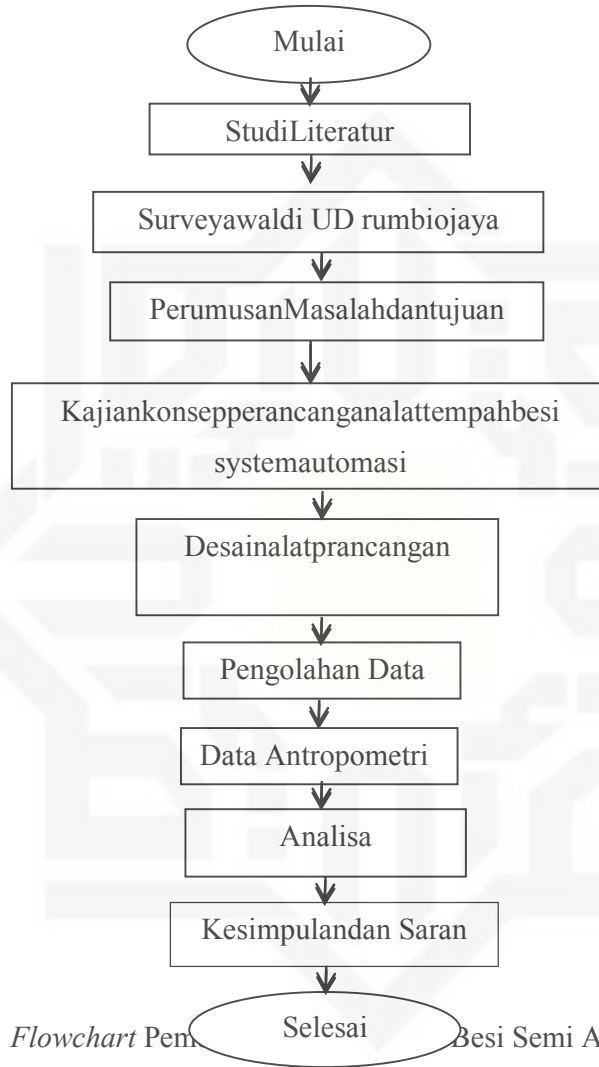 Mulai
StudiLiteratur
Surveyawaldi UD rumbiojaya
PerumusanMasalahdantujuan
Kajiankonsepperancanganalattempahbesi
systemautomasi
Desainalatprancangan
Pengolahan Data
Data Antropometri
Analisa
Kesimpulandan Saran
Selesai
Flowchart Besi Semi